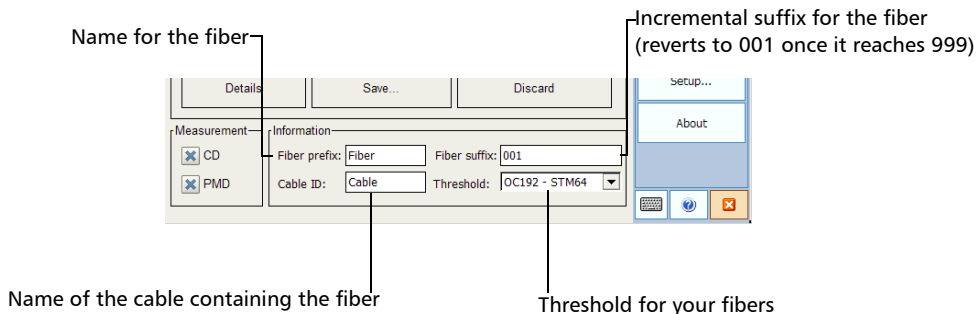 Name for the fiber
Incremental suffix for the fiber
(reverts to 001 once it reaches 999)
Details
Save...
Discard
Setup...
About
Measurement
CD
PMD
Information
Fiber prefix: Fiber
Fiber suffix: 001
Cable ID: Cable
Threshold: OC192 - STM64
Name of the cable containing the fiber
Threshold for your fibers